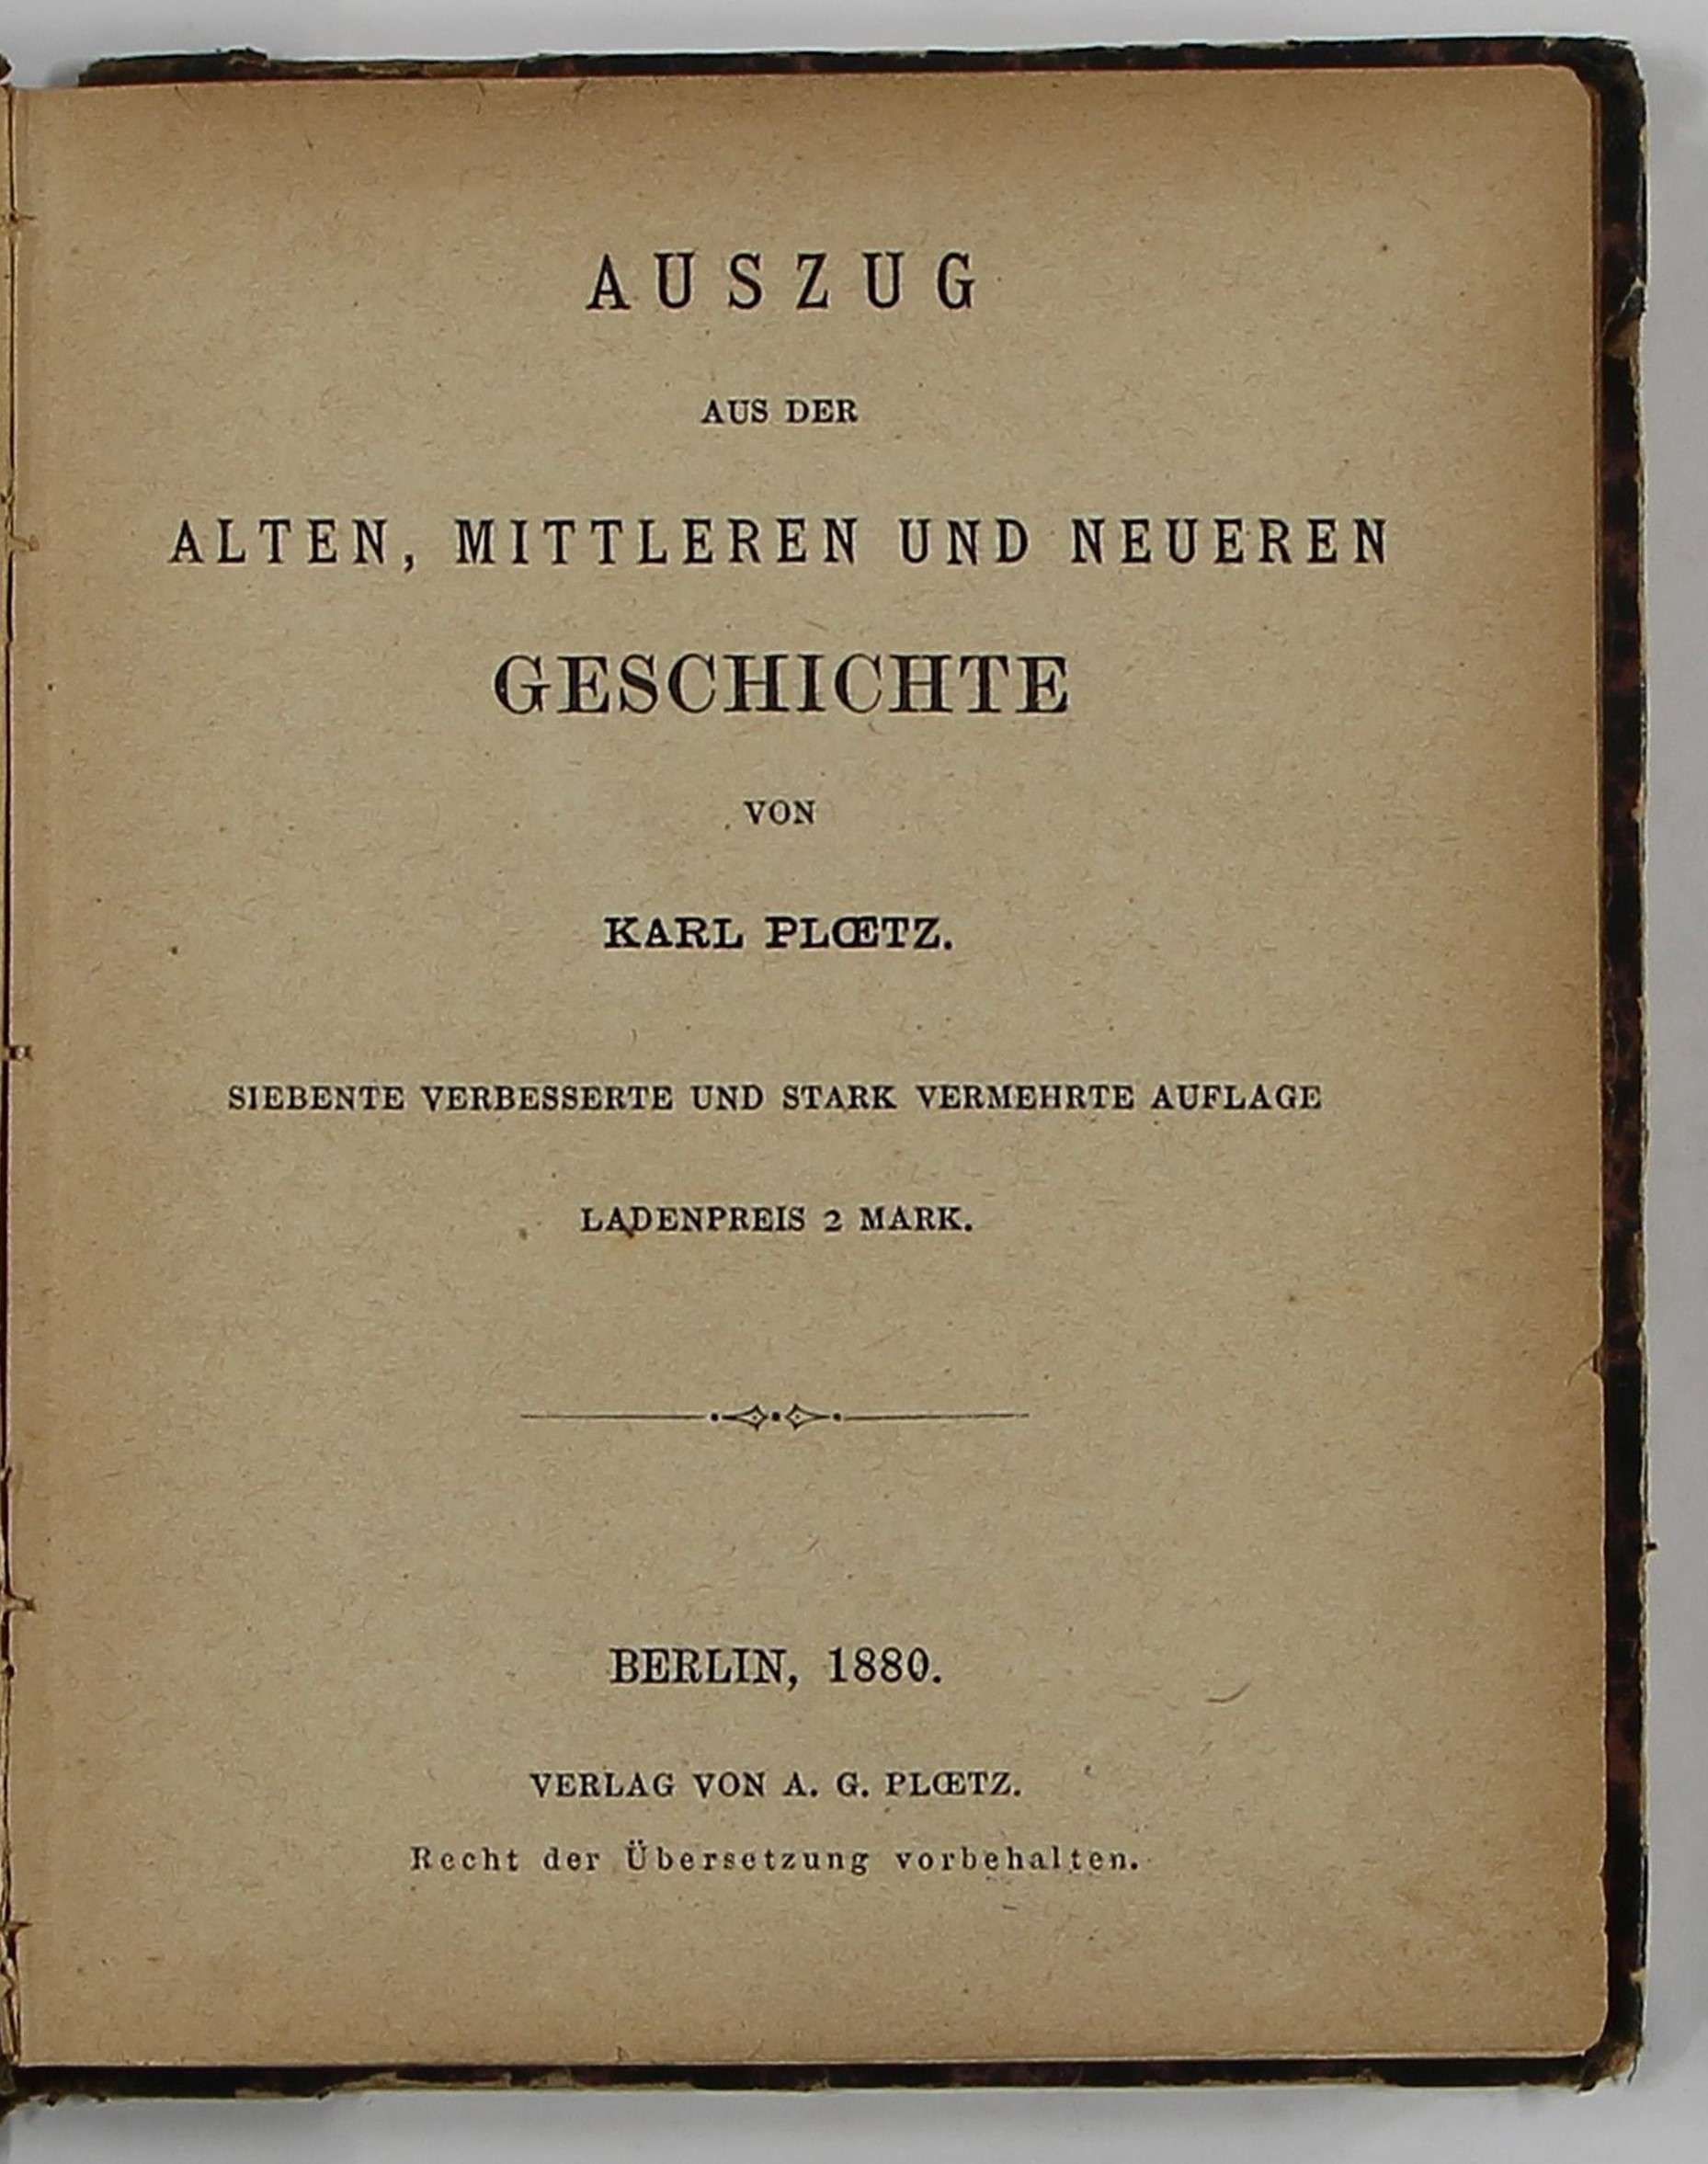 AUSZUG
AUS DER
ALTEN, MITTLEREN UND NEUEREN
GESCHICHTE
VON
KARL PLŒTZ.
SIEBENTE VERBESSERTE UND STARK VERMEHRTE AUFLAGE
LADENPREIS 2 MARK.
BERLIN, 1880.
VERLAG VON A. G. PLŒTZ.
Recht der Übersetzung vorbehalten.